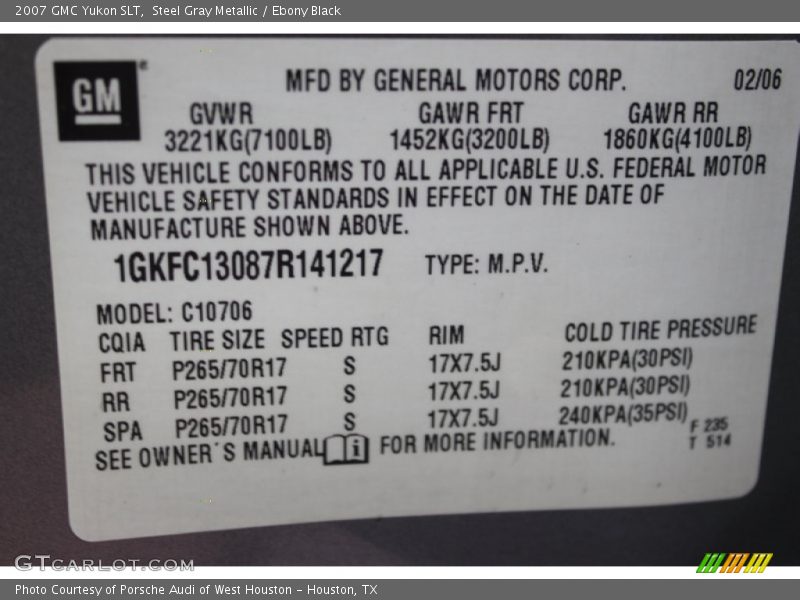 2007 GMC Yukon SLT,  Steel Gray Metallic / Ebony Black
GM
MFD BY GENERAL MOTORS CORP. 02/06
GVWR GAWR FRT GAWR RR
3221KG(7100LB) 1452KG(3200LB) 1860KG(4100LB)
THIS VEHICLE CONFORMS TO ALL APPLICABLE U.S. FEDERAL MOTOR
VEHICLE SAFETY STANDARDS IN EFFECT ON THE DATE OF
MANUFACTURE SHOWN ABOVE.
1GKFC13087R141217 TYPE: M.P.V.
MODEL: C10706
CQIA TIRE SIZE SPEED RTG RIM COLD TIRE PRESSURE
FRT P265/70R17 S 17X7.5J 210KPA(30PSI)
RR P265/70R17 S 17X7.5J 210KPA(30PSI)
SPA P265/70R17 S 17X7.5J 240KPA(35PSI)
F 235
SEE OWNER'S MANUAL FOR MORE INFORMATION.
T 514
GTCARLOT.COM
Photo Courtesy of Porsche Audi of West Houston - Houston, TX